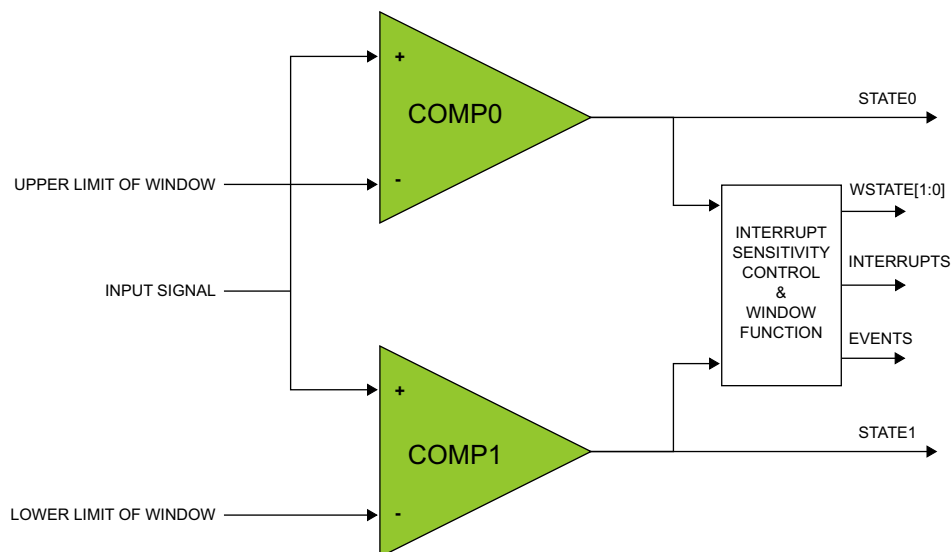 +
COMP0
-
STATE0
UPPER LIMIT OF WINDOW
WSTATE[1:0]
INTERRUPT
SENSITIVITY
CONTROL
&
WINDOW
FUNCTION
INTERRUPTS
INPUT SIGNAL
EVENTS
+
COMP1
-
STATE1
LOWER LIMIT OF WINDOW